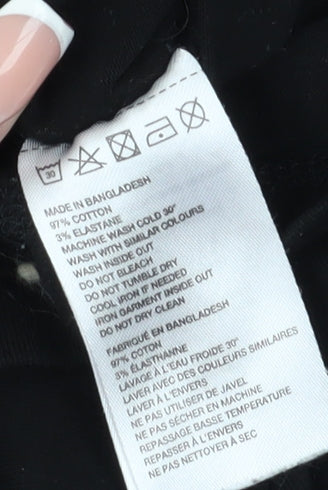 30
MADE IN BANGLADESH
97% COTTON
3% ELASTANE
MACHINE WASH COLD 30°
WASH WITH SIMILAR COLOURS
WASH INSIDE OUT
DO NOT BLEACH
DO NOT TUMBLE DRY
COOL IRON IF NEEDED
IRON GARMENT INSIDE OUT
DO NOT DRY CLEAN
FABRIQUÉ EN BANGLADESH
97% COTON
3% ÉLASTHANNE
LAVAGE À L'EAU FROIDE 30°
LAVER AVEC DES COULEURS SIMILAIRES
LAVER À L'ENVERS
NE PAS UTILISER DE JAVEL
NE PAS SÉCHER EN MACHINE
REPASSAGE BASSE TEMPERATURE
REPASSER À L'ENVERS
NE PAS NETTOYER À SEC